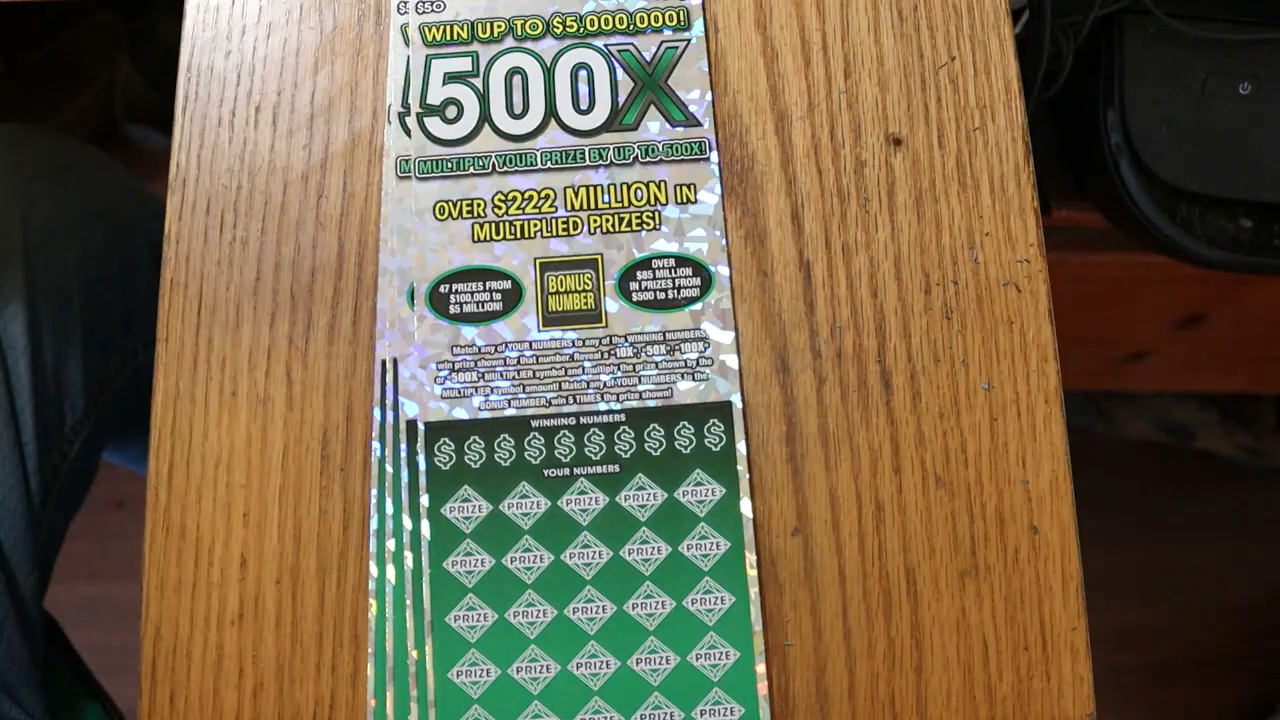 $5 $50
WIN UP TO $5,000,000!
500X
M MULTIPLY YOUR PRIZE BY UP TO 500X!
OVER $222 MILLION IN
MULTIPLIED PRIZES!
47 PRIZES FROM
$100,000 to
$5 MILLION!
BONUS
NUMBER
OVER
$85 MILLION
IN PRIZES FROM
$500 to $1,000!
Match any of YOUR NUMBERS to any of the WINNING NUMBERS,
win prize shown for that number. Reveal a "10X", "50X", "100X"
or "500X" MULTIPLIER symbol and multiply the prize shown by the
MULTIPLIER symbol amount! Match any of YOUR NUMBERS to the
BONUS NUMBER, win 5 TIMES the prize shown!
WINNING NUMBERS
$ $ $ $ $ $ $ $ $ $
YOUR NUMBERS
PRIZE PRIZE PRIZE PRIZE PRIZE
PRIZE PRIZE PRIZE PRIZE PRIZE
PRIZE PRIZE PRIZE PRIZE PRIZE
PRIZE PRIZE PRIZE PRIZE PRIZE
PRIZE PRIZE PRIZE PRIZE PRIZE